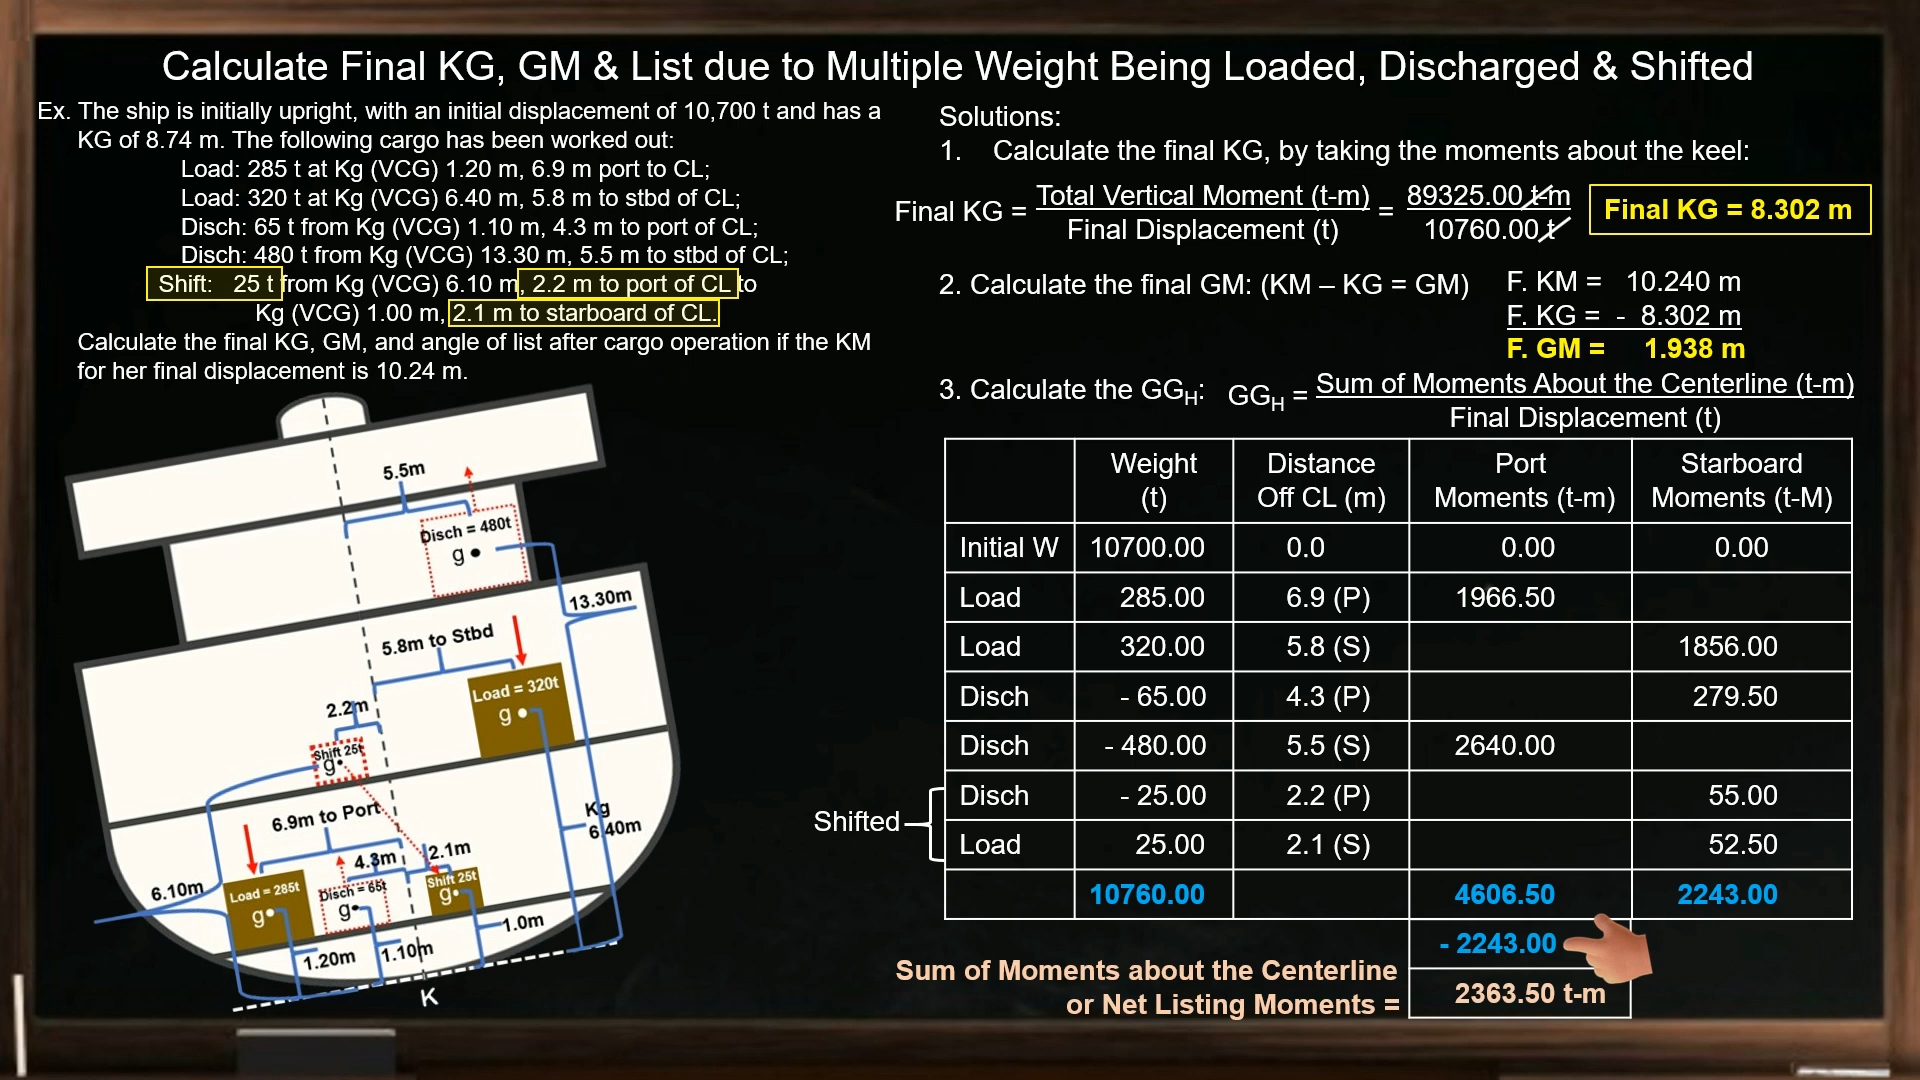 Calculate Final KG, GM & List due to Multiple Weight Being Loaded, Discharged & Shifted
Ex. The ship is initially upright, with an initial displacement of 10,700 t and has a
KG of 8.74 m. The following cargo has been worked out:
Load: 285 t at Kg (VCG) 1.20 m, 6.9 m port to CL;
Load: 320 t at Kg (VCG) 6.40 m, 5.8 m to stbd of CL;
Disch: 65 t from Kg (VCG) 1.10 m, 4.3 m to port of CL;
Disch: 480 t from Kg (VCG) 13.30 m, 5.5 m to stbd of CL;
Shift: 25 t from Kg (VCG) 6.10 m, 2.2 m to port of CL to
Kg (VCG) 1.00 m, 2.1 m to starboard of CL.
Calculate the final KG, GM, and angle of list after cargo operation if the KM
for her final displacement is 10.24 m.
5.5m
Disch = 480t
g
13.30m
5.8m to Stbd
Load = 320t
g
2.2m
Shift 25t
g
6.9m to Port
Kg
6.40m
4.3m
2.1m
6.10m
Load = 285t
g
Disch = 65t
g
Shift 25t
g
1.0m
1.20m
1.10m
K
Solutions:
1. Calculate the final KG, by taking the moments about the keel:
Final KG = Total Vertical Moment (t-m) = 89325.00 t-m
Final Displacement (t) 10760.00 t
Final KG = 8.302 m
2. Calculate the final GM: (KM – KG = GM)
F. KM = 10.240 m
F. KG = - 8.302 m
F. GM = 1.938 m
3. Calculate the GGH: GGH = Sum of Moments About the Centerline (t-m)
Final Displacement (t)
Weight (t) Distance Off CL (m) Port Moments (t-m) Starboard Moments (t-M)
Initial W 10700.00 0.0 0.00 0.00
Load 285.00 6.9 (P) 1966.50
Load 320.00 5.8 (S) 1856.00
Disch - 65.00 4.3 (P) 279.50
Disch - 480.00 5.5 (S) 2640.00
Shifted
Disch - 25.00 2.2 (P) 55.00
Load 25.00 2.1 (S) 52.50
10760.00 4606.50 2243.00
- 2243.00
Sum of Moments about the Centerline
or Net Listing Moments = 2363.50 t-m